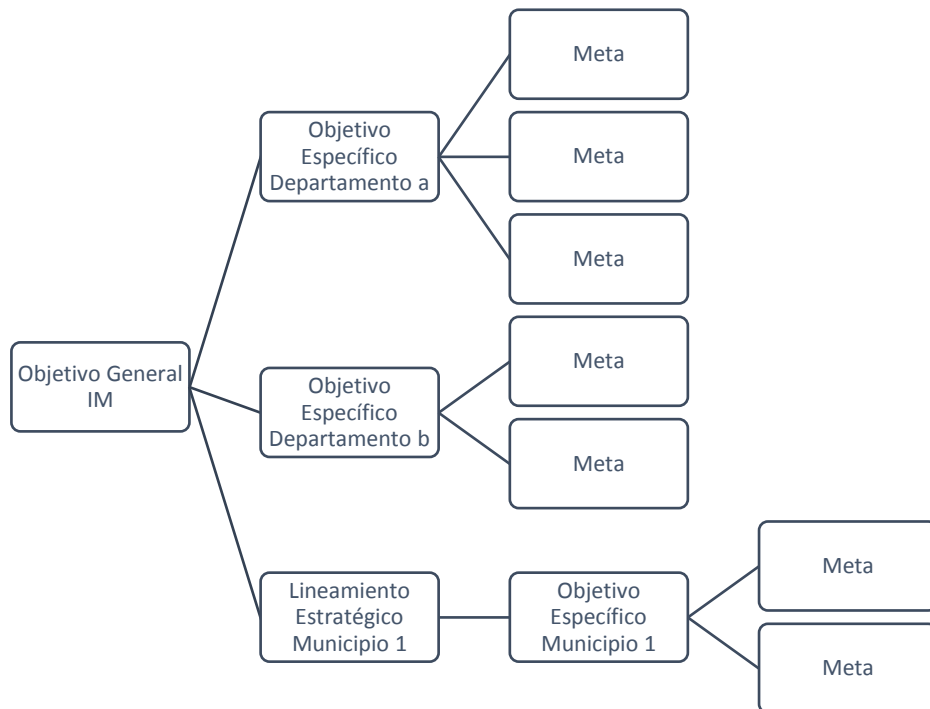 Objetivo General
IM
Objetivo
Específico
Departamento a
Meta
Meta
Meta
Objetivo
Específico
Departamento b
Meta
Meta
Lineamiento
Estratégico
Municipio 1
Objetivo
Específico
Municipio 1
Meta
Meta